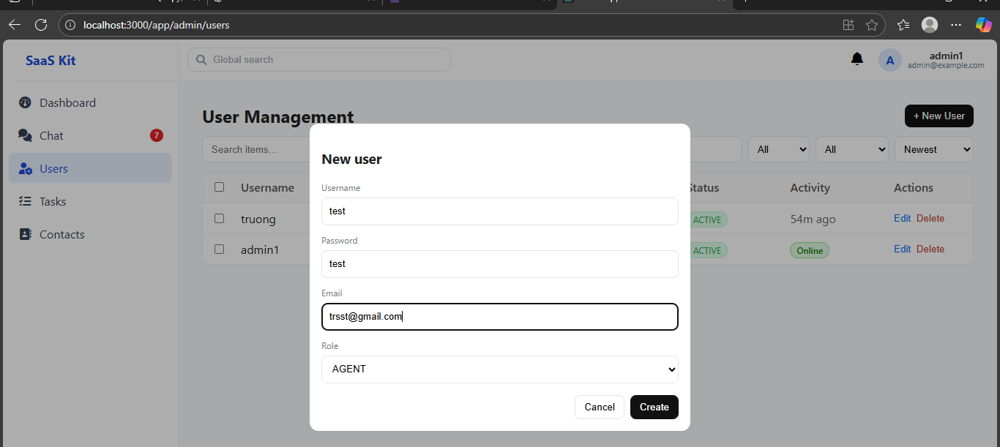 localhost:3000/app/admin/users
SaaS Kit
Global search
A
admin1
admin@example.com
Dashboard
Chat
7
Users
Tasks
Contacts
User Management
+ New User
Search items...
All
All
Newest
Username
Status
Activity
Actions
truong
ACTIVE
54m ago
Edit
Delete
admin1
ACTIVE
Online
Edit
Delete
New user
Username
test
Password
test
Email
trsst@gmail.com
Role
AGENT
Cancel
Create